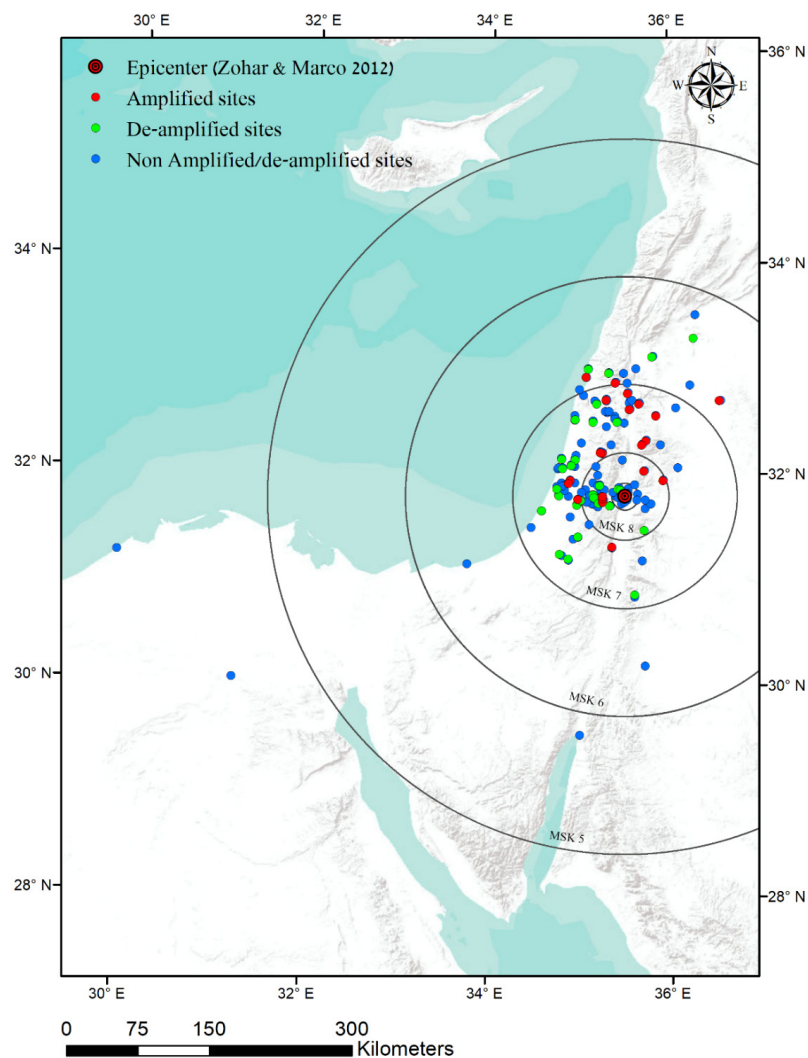 30° E 32° E 34° E 36° E
Epicenter (Zohar & Marco 2012)
Amplified sites
De-amplified sites
Non Amplified/de-amplified sites
N
W E
S
36° N
34° N 34° N
32° N 32° N
MSK 8
MSK 7
30° N 30° N
MSK 6
MSK 5
28° N 28° N
30° E 32° E 34° E 36° E
0 75 150 300
Kilometers